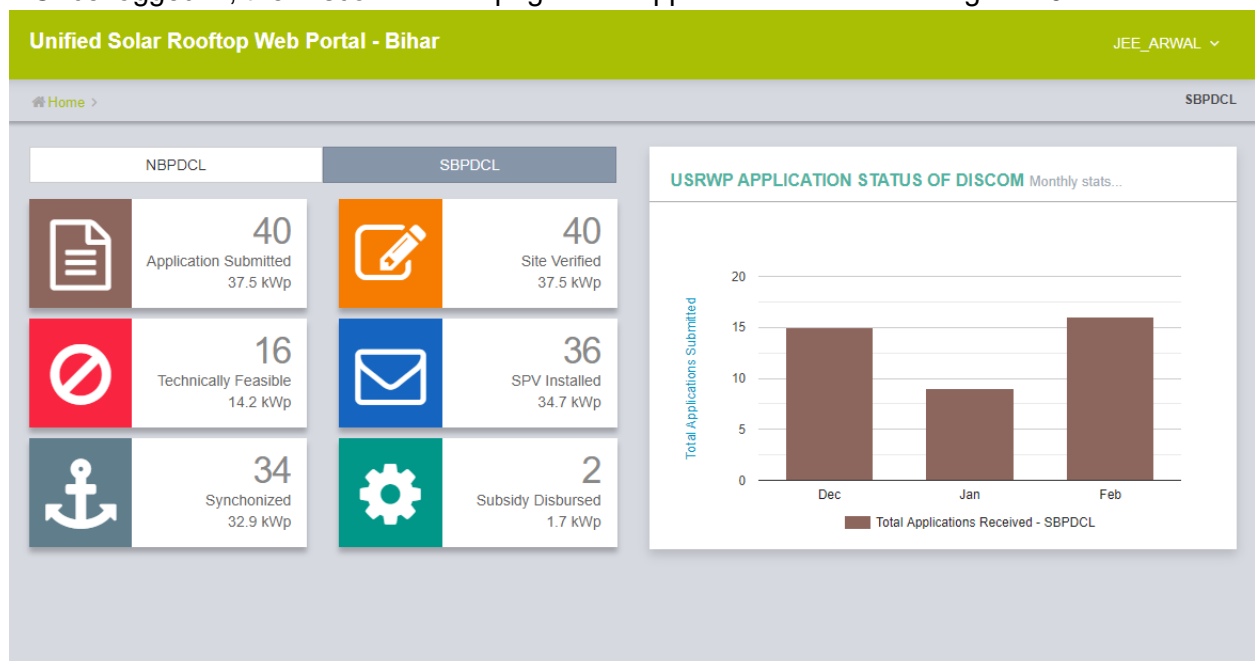 Unified Solar Rooftop Web Portal - Bihar
JEE_ARWAL
Home >
SBPDCL
NBPDCL
SBPDCL
40
Application Submitted
37.5 kWp
40
Site Verified
37.5 kWp
16
Technically Feasible
14.2 kWp
36
SPV Installed
34.7 kWp
34
Synchonized
32.9 kWp
2
Subsidy Disbursed
1.7 kWp
USRWP APPLICATION STATUS OF DISCOM Monthly stats...
Total Applications Submitted
20
15
10
5
0
Dec
Jan
Feb
Total Applications Received - SBPDCL